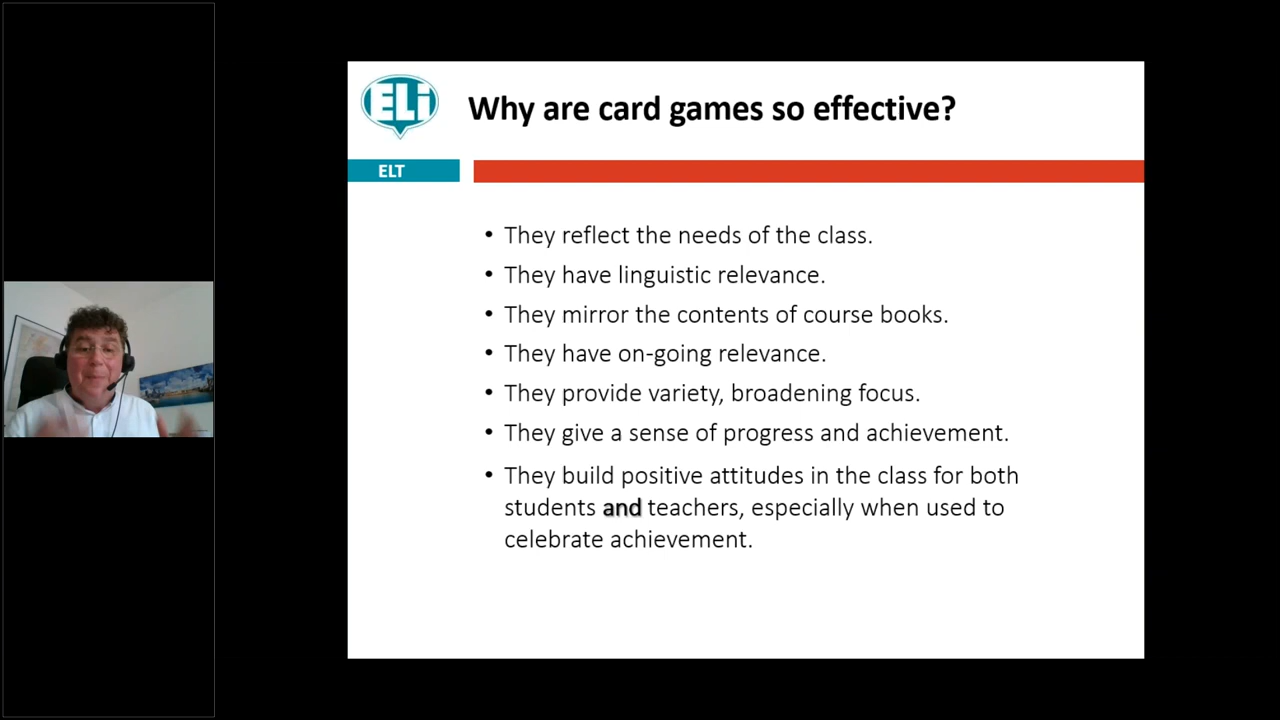 ELi
Why are card games so effective?
ELT
• They reflect the needs of the class.
• They have linguistic relevance.
• They mirror the contents of course books.
• They have on-going relevance.
• They provide variety, broadening focus.
• They give a sense of progress and achievement.
• They build positive attitudes in the class for both
students and teachers, especially when used to
celebrate achievement.